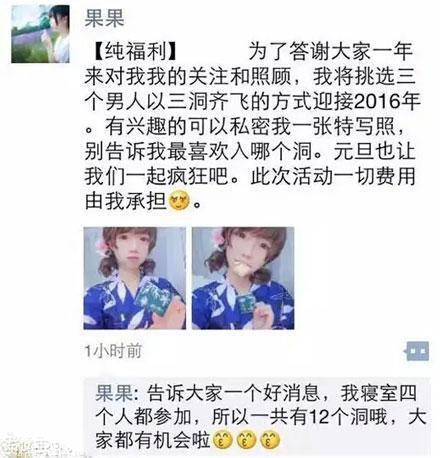 果果
【纯福利】 为了答谢大家一年
来对我我的关注和照顾，我将挑选三
个男人以三洞齐飞的方式迎接2016年
。有兴趣的可以私密我一张特写照，
别告诉我最喜欢入哪个洞。元旦也让
我们一起疯狂吧。此次活动一切费用
由我承担
1小时前
果果：告诉大家一个好消息，我寝室四
个人都参加，所以一共有12个洞哦，大
家都有机会啦